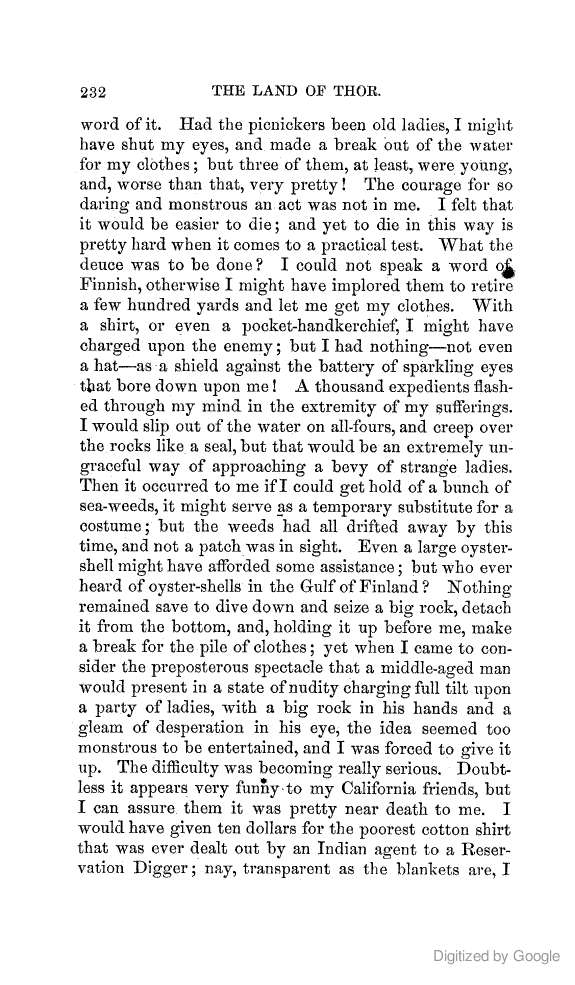 232 THE LAND OF THOR.
word of it. Had the picnickers been old ladies, I might
have shut my eyes, and made a break out of the water
for my clothes; but three of them, at least, were young,
and, worse than that, very pretty! The courage for so
daring and monstrous an act was not in me. I felt that
it would be easier to die; and yet to die in this way is
pretty hard when it comes to a practical test. What the
deuce was to be done? I could not speak a word of
Finnish, otherwise I might have implored them to retire
a few hundred yards and let me get my clothes. With
a shirt, or even a pocket-handkerchief, I might have
charged upon the enemy; but I had nothing—not even
a hat—as a shield against the battery of sparkling eyes
that bore down upon me! A thousand expedients flash-
ed through my mind in the extremity of my sufferings.
I would slip out of the water on all-fours, and creep over
the rocks like a seal, but that would be an extremely un-
graceful way of approaching a bevy of strange ladies.
Then it occurred to me if I could get hold of a bunch of
sea-weeds, it might serve as a temporary substitute for a
costume; but the weeds had all drifted away by this
time, and not a patch was in sight. Even a large oyster-
shell might have afforded some assistance; but who ever
heard of oyster-shells in the Gulf of Finland? Nothing
remained save to dive down and seize a big rock, detach
it from the bottom, and, holding it up before me, make
a break for the pile of clothes; yet when I came to con-
sider the preposterous spectacle that a middle-aged man
would present in a state of nudity charging full tilt upon
a party of ladies, with a big rock in his hands and a
gleam of desperation in his eye, the idea seemed too
monstrous to be entertained, and I was forced to give it
up. The difficulty was becoming really serious. Doubt-
less it appears very funny to my California friends, but
I can assure them it was pretty near death to me. I
would have given ten dollars for the poorest cotton shirt
that was ever dealt out by an Indian agent to a Reser-
vation Digger; nay, transparent as the blankets are, I
Digitized by Google